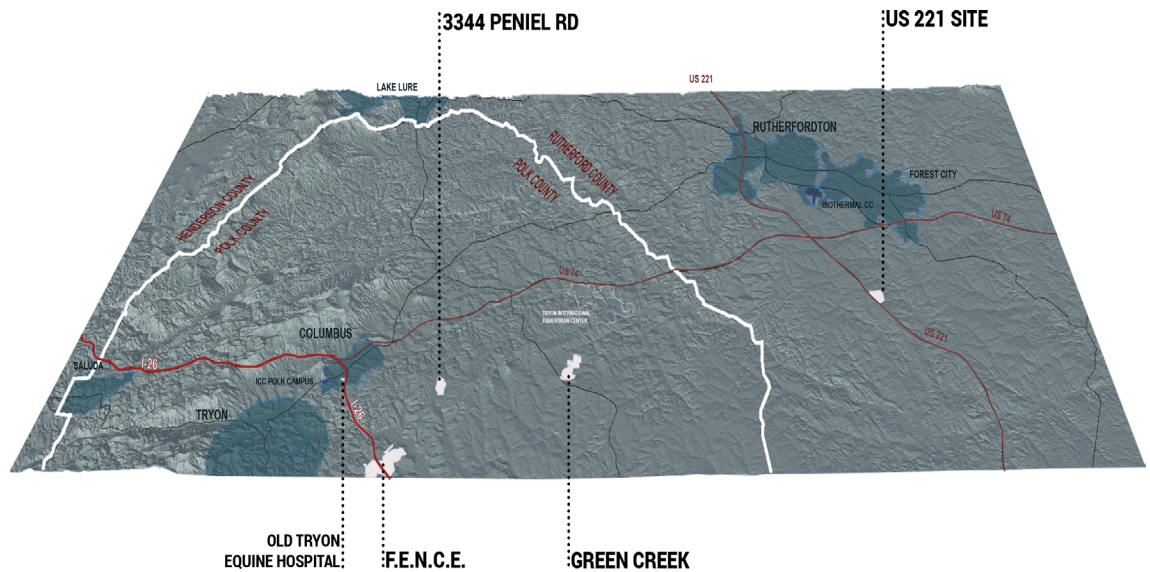 3344 PENIEL RD
US 221 SITE
US 221
LAKE LURE
RUTHERFORDTON
RUTHERFORD COUNTY
POLK COUNTY
FOREST CITY
HENDERSON COUNTY
POLK COUNTY
ISOTHERMAL CC
US 74
US 74
TRYON INTERNATIONAL
EQUESTRIAN CENTER
COLUMBUS
US 221
SALUDA
I-26
ICC POLK CAMPUS
TRYON
I-26
OLD TRYON
EQUINE HOSPITAL
F.E.N.C.E.
GREEN CREEK